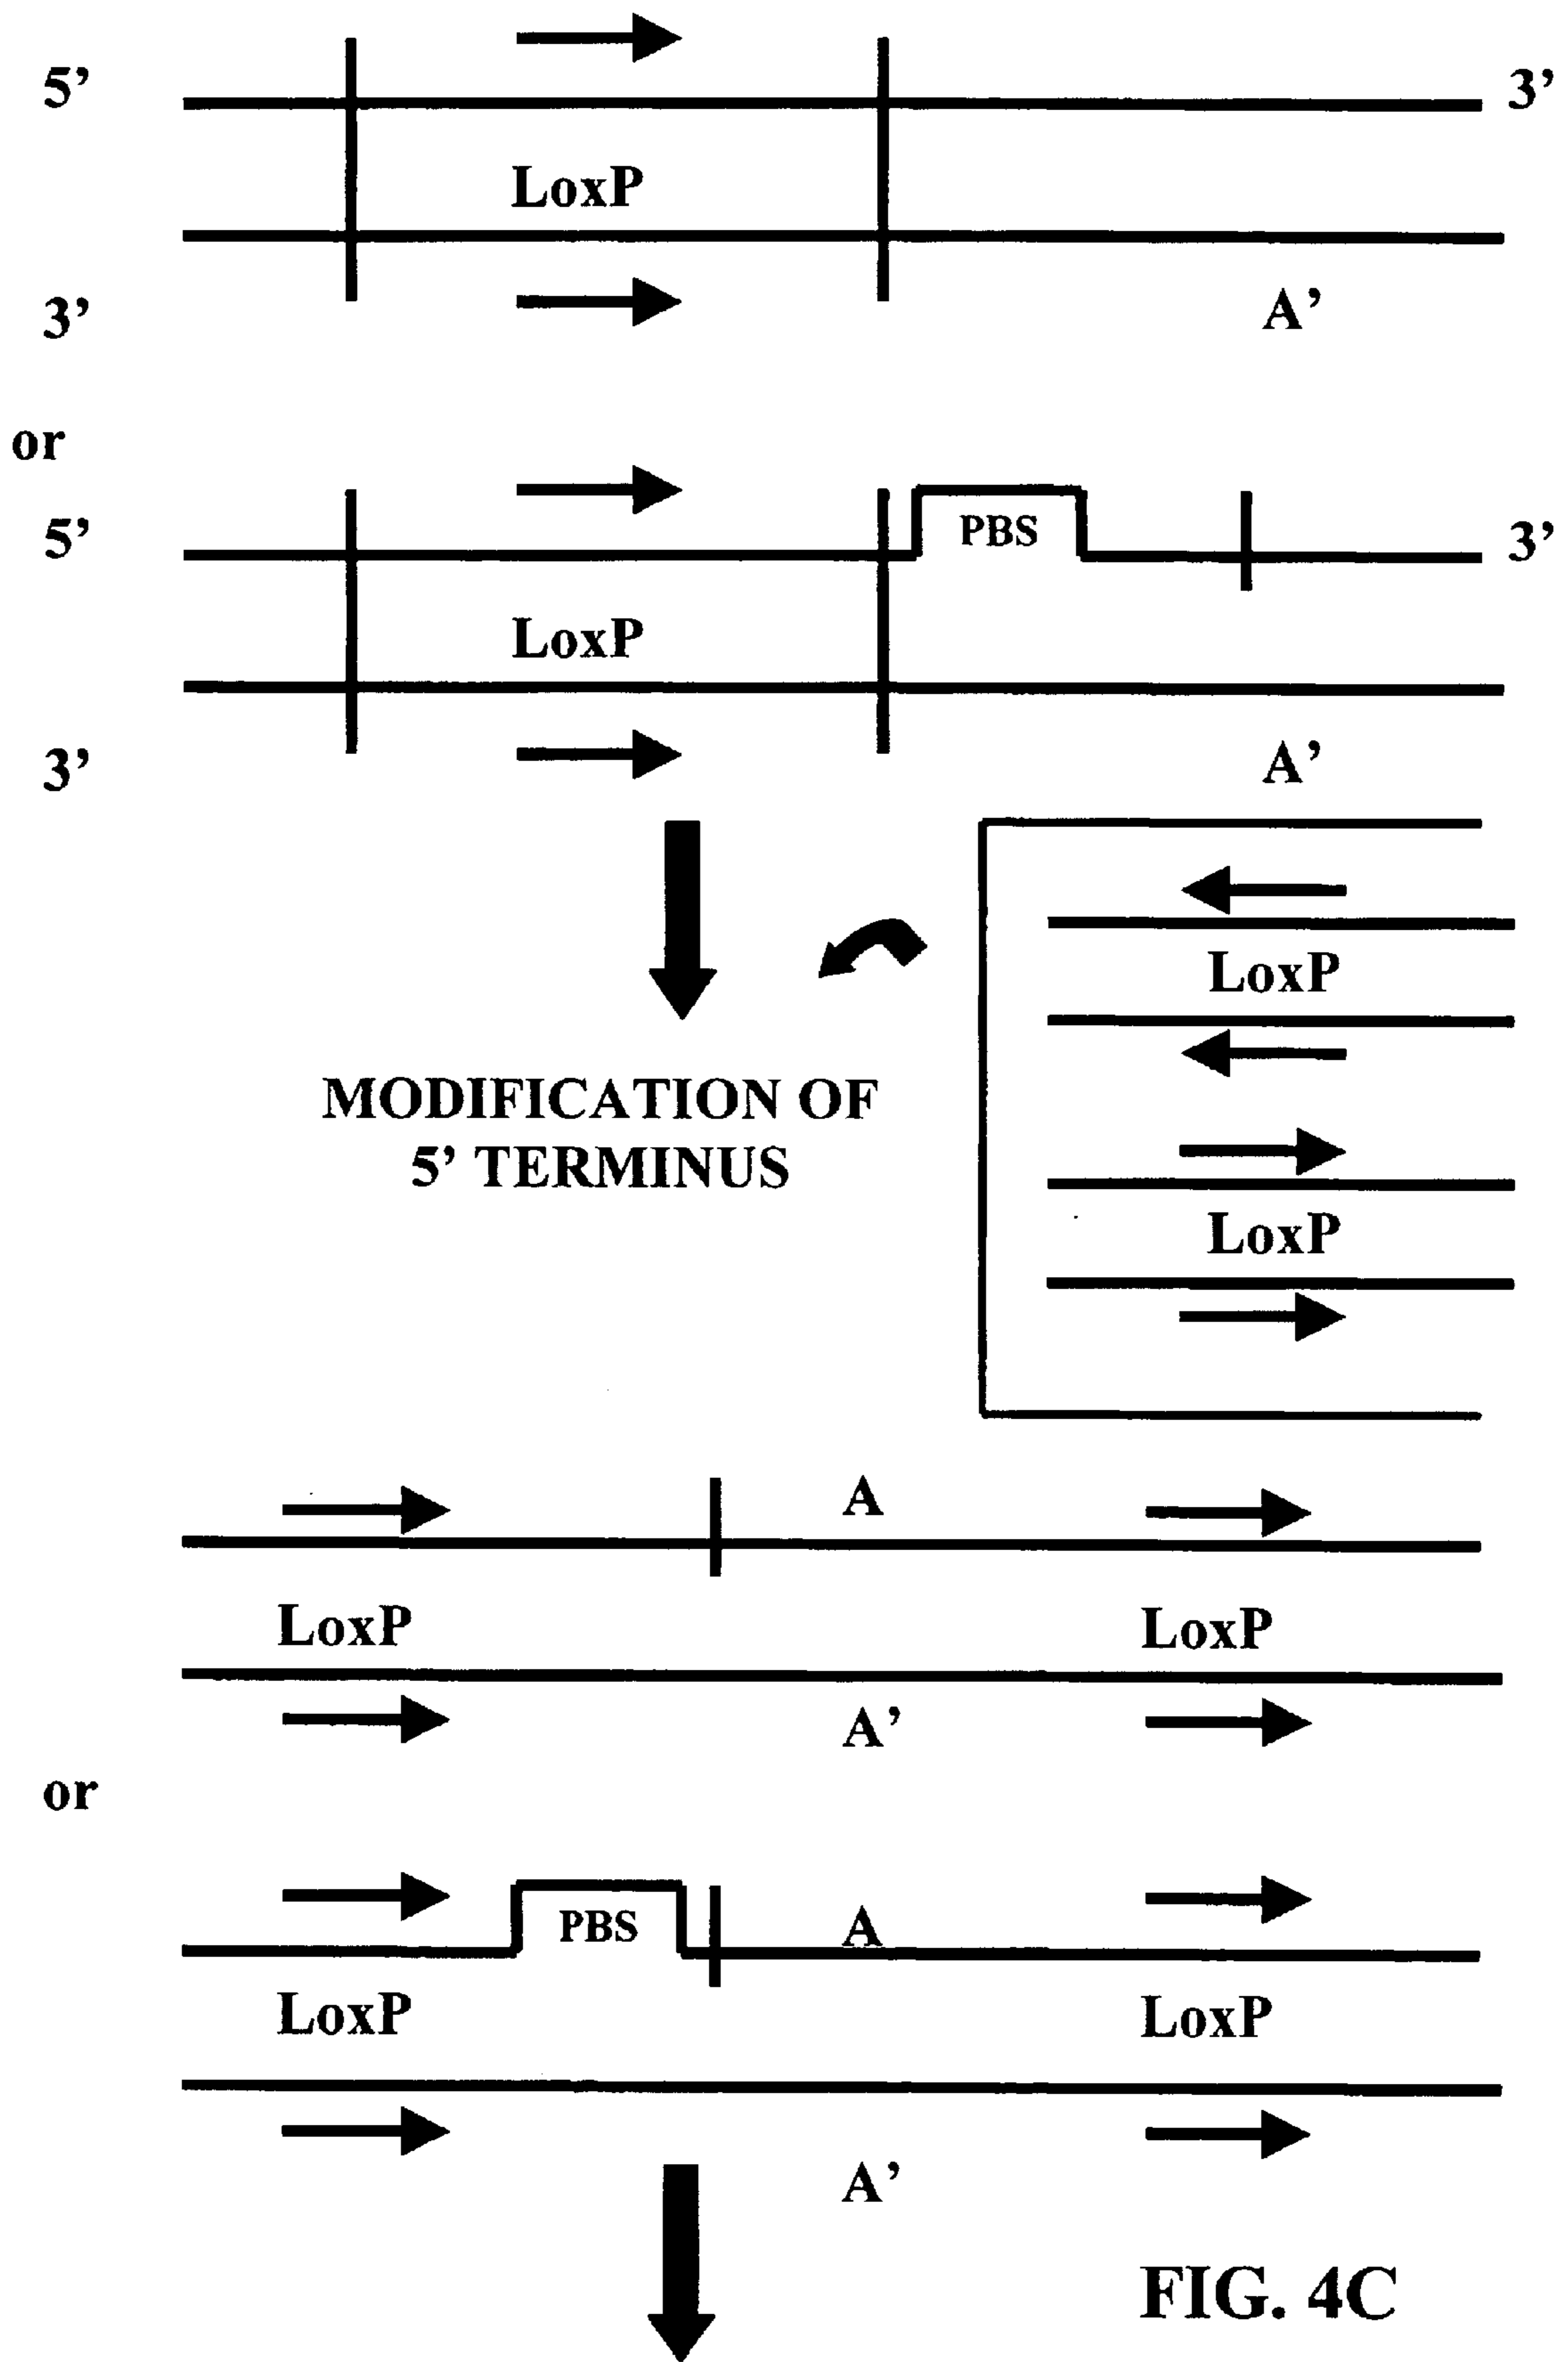 5’ 3’
LoxP
3’ A’
or
5’ PBS 3’
LoxP
3’ A’
LoxP
MODIFICATION OF
5’ TERMINUS
LoxP
A
LoxP LoxP
A’
or
PBS A
LoxP LoxP
A’
FIG. 4C